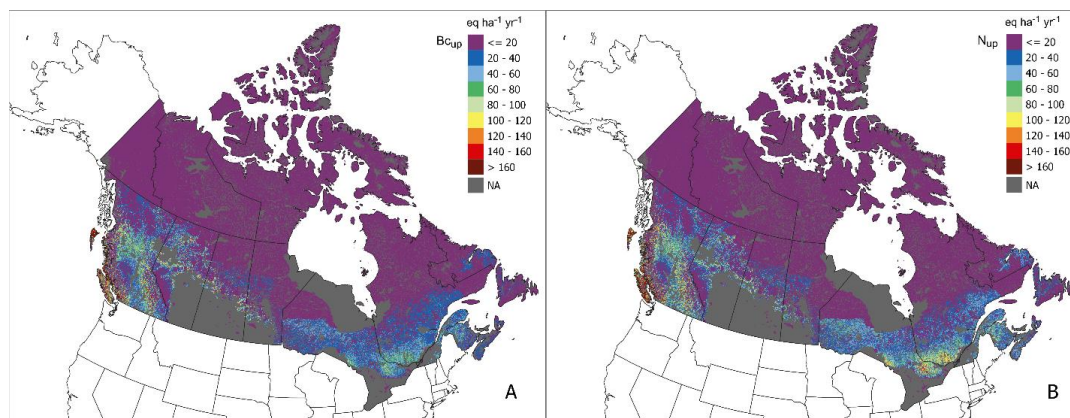 eq ha⁻¹ yr⁻¹
Bcup
<= 20
20 - 40
40 - 60
60 - 80
80 - 100
100 - 120
120 - 140
140 - 160
> 160
NA
A
eq ha⁻¹ yr⁻¹
Nup
<= 20
20 - 40
40 - 60
60 - 80
80 - 100
100 - 120
120 - 140
140 - 160
> 160
NA
B